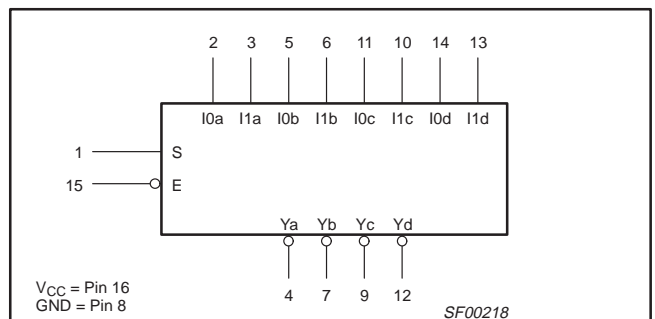 2 3 5 6 11 10 14 13
I0a I1a I0b I1b I0c I1c I0d I1d
1 S
15 E
Ya Yb Yc Yd
4 7 9 12
VCC = Pin 16
GND = Pin 8
SF00218